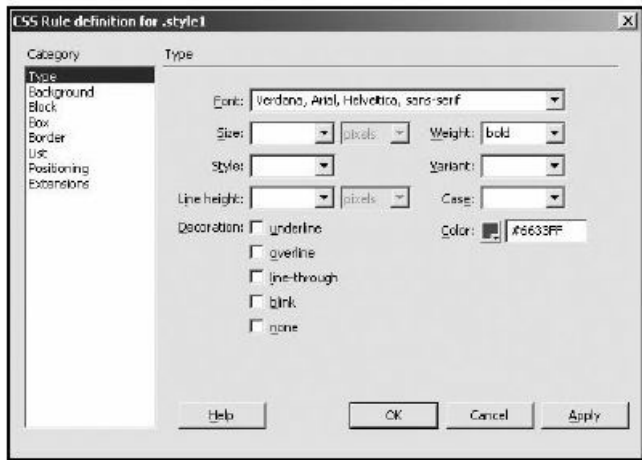 CSS Rule definition for .style1
X
Category
Type
Background
Block
Box
Border
List
Positioning
Extensions
Type
Font: Verdana, Arial, Helvetica, sans-serif
Size: pixels Weight: bold
Style: Variant:
Line height: pixels Case:
Decoration: underline Color: #6633FF
overline
line-through
blink
none
Help OK Cancel Apply